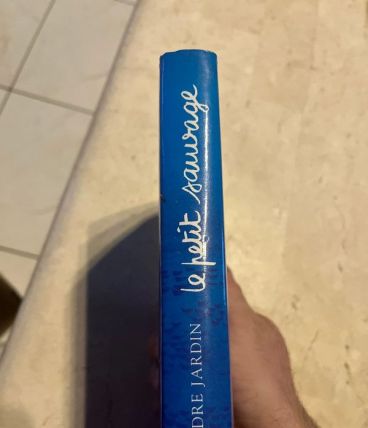 DRE JARDIN
le petit sauvage